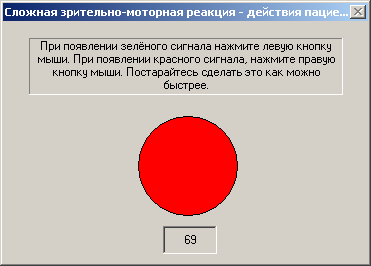 Сложная зрительно-моторная реакция - действия пацие...
При появлении зелёного сигнала нажмите левую кнопку
мыши. При появлении красного сигнала, нажмите правую
кнопку мыши. Постарайтесь сделать это как можно
быстрее.
69